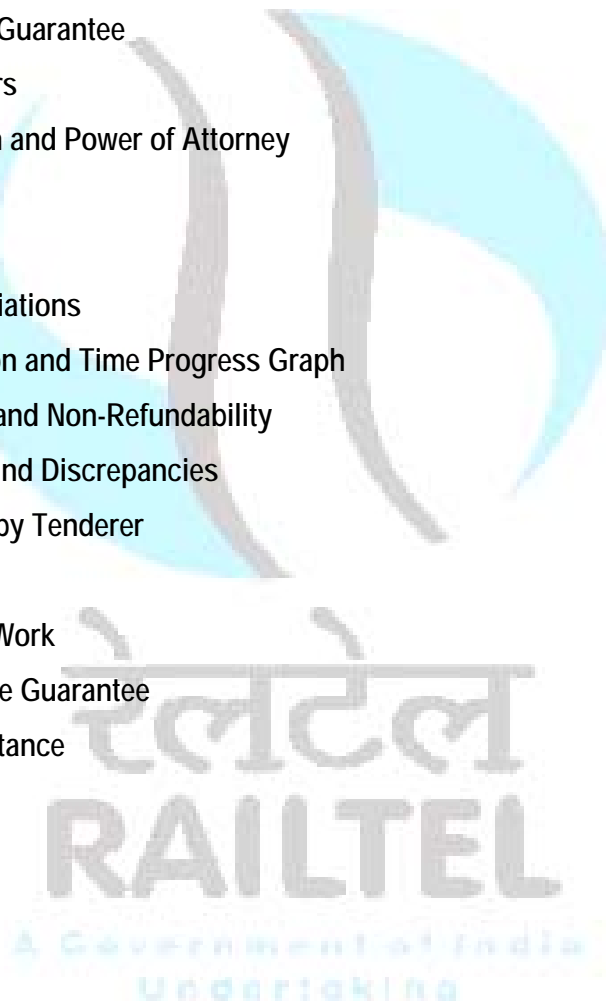 Guarantee
rs
n and Power of Attorney
iations
on and Time Progress Graph
and Non-Refundability
and Discrepancies
by Tenderer
Work
e Guarantee
tance
रेलटेल
RAILTEL
A Government of India
Undertaking